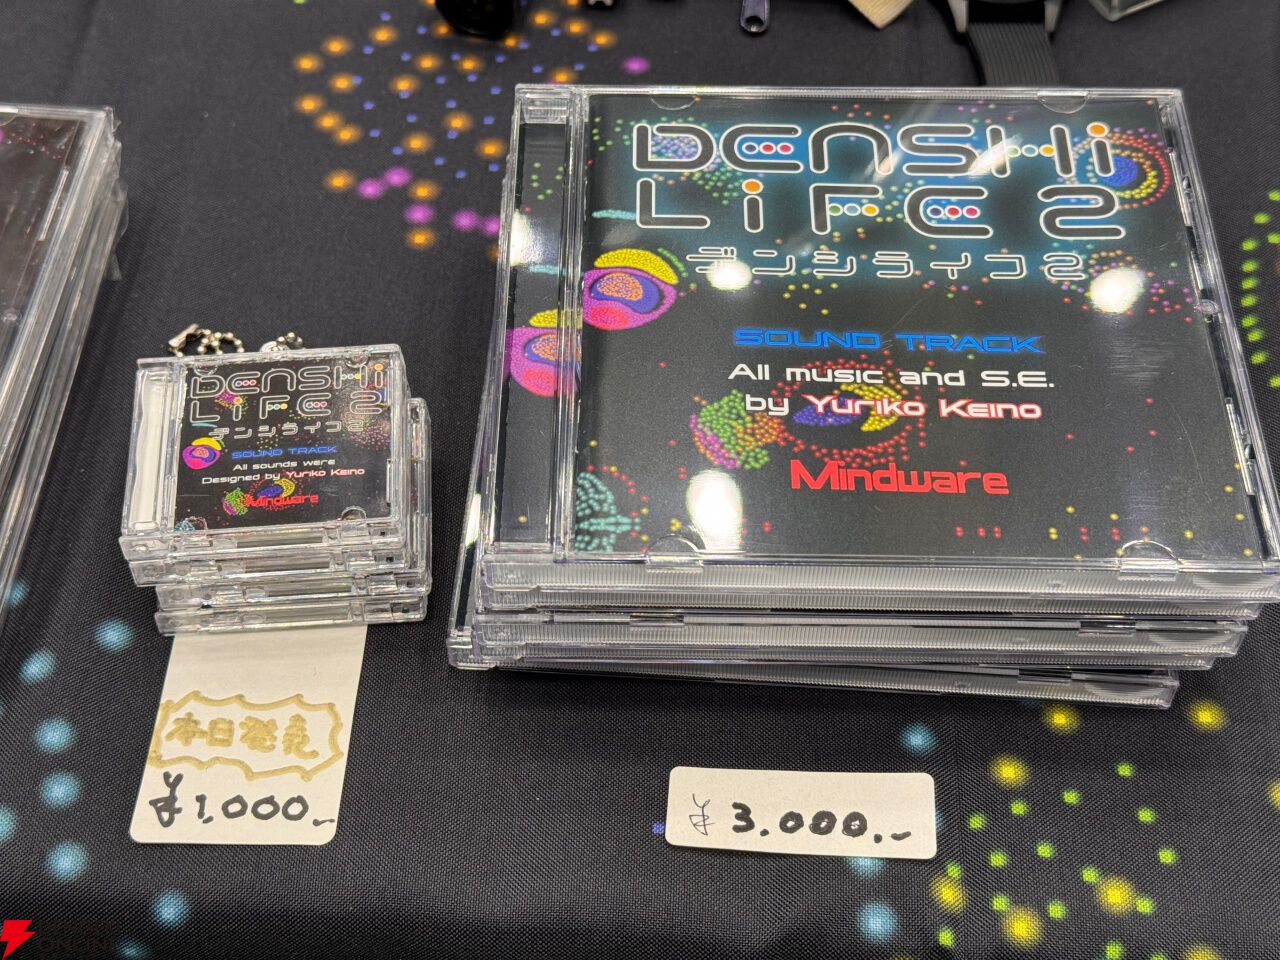 DENSHi
LiFE 2
デンシライフ2
SOUND TRACK
All sounds were
Designed by Yuriko Keino
Mindware
本日発売
¥1,000.-
DENSHi
LiFE 2
デンシライフ2
SOUND TRACK
All music and S.E.
by Yuriko Keino
Mindware
¥3.000.-
ONLINE